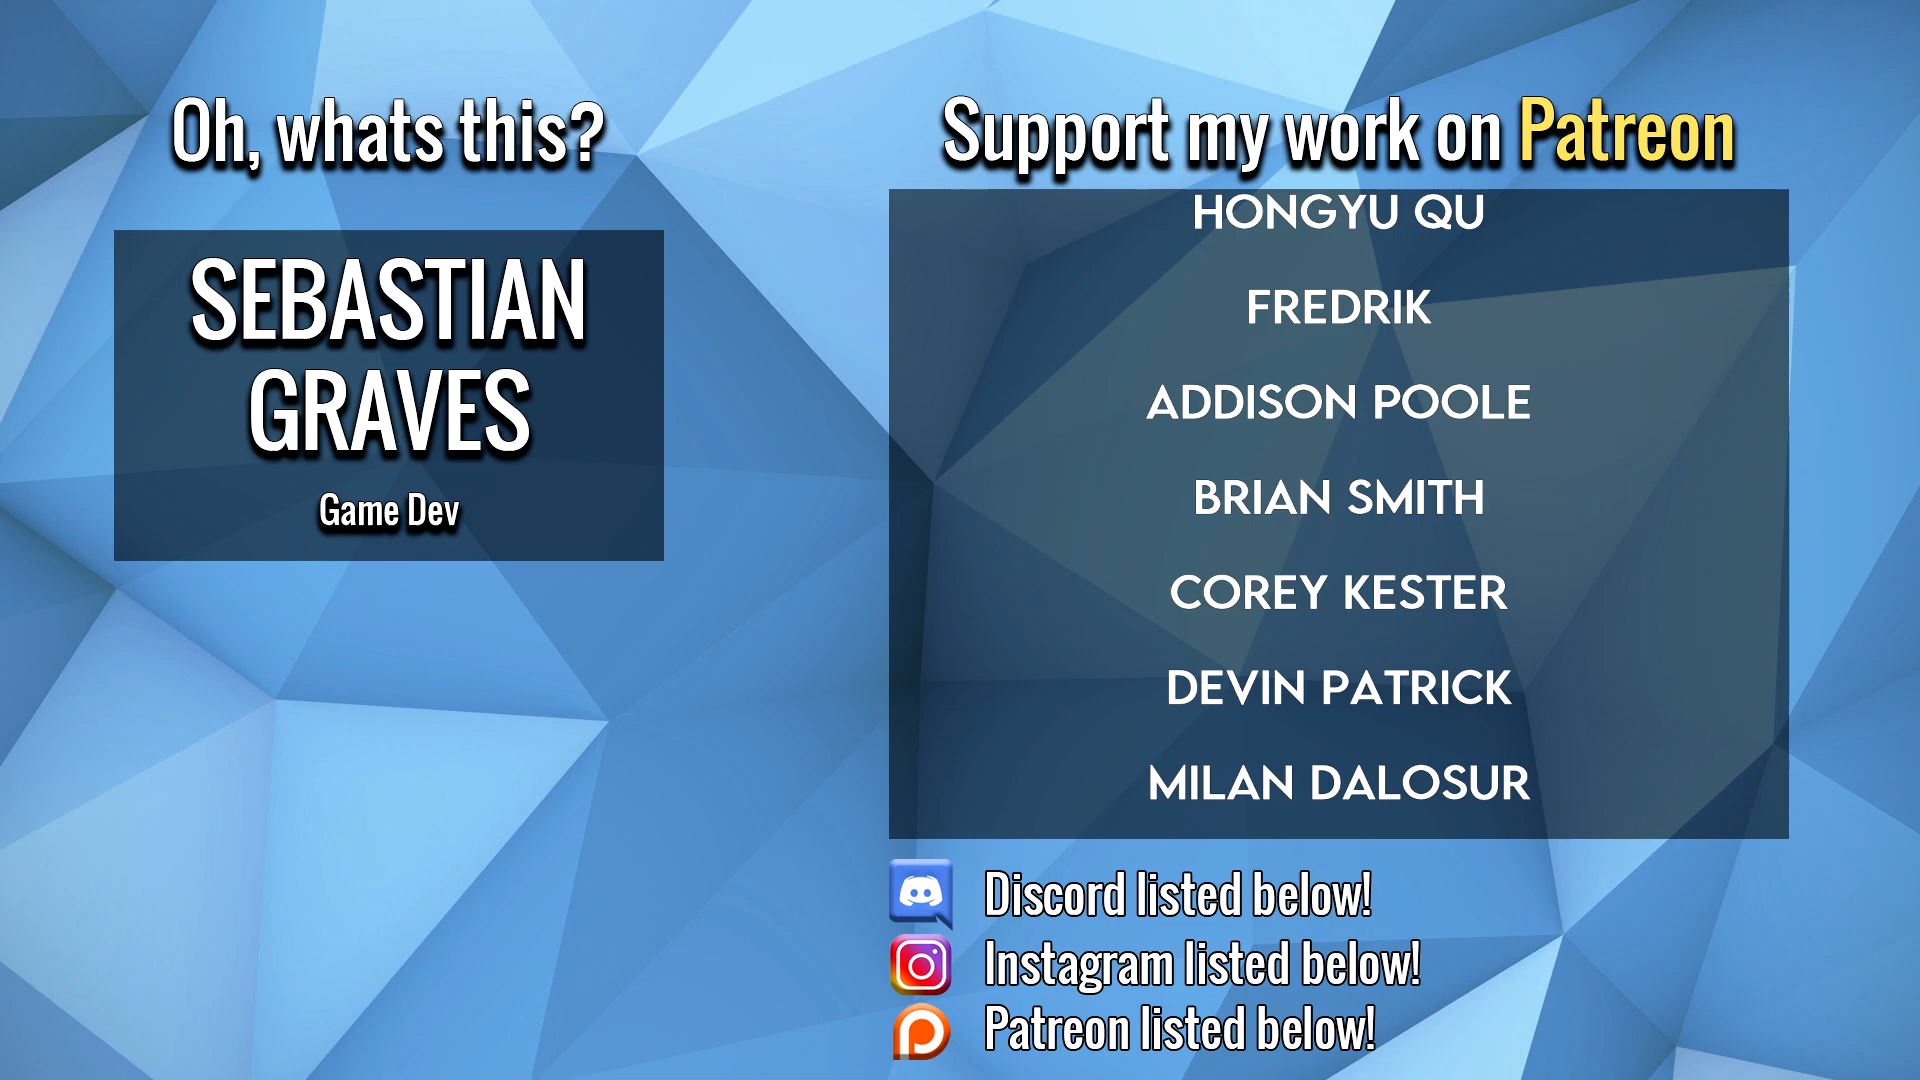 Oh, whats this?
SEBASTIAN
GRAVES
Game Dev
Support my work on Patreon
HONGYU QU
FREDRIK
ADDISON POOLE
BRIAN SMITH
COREY KESTER
DEVIN PATRICK
MILAN DALOSUR
Discord listed below!
Instagram listed below!
Patreon listed below!